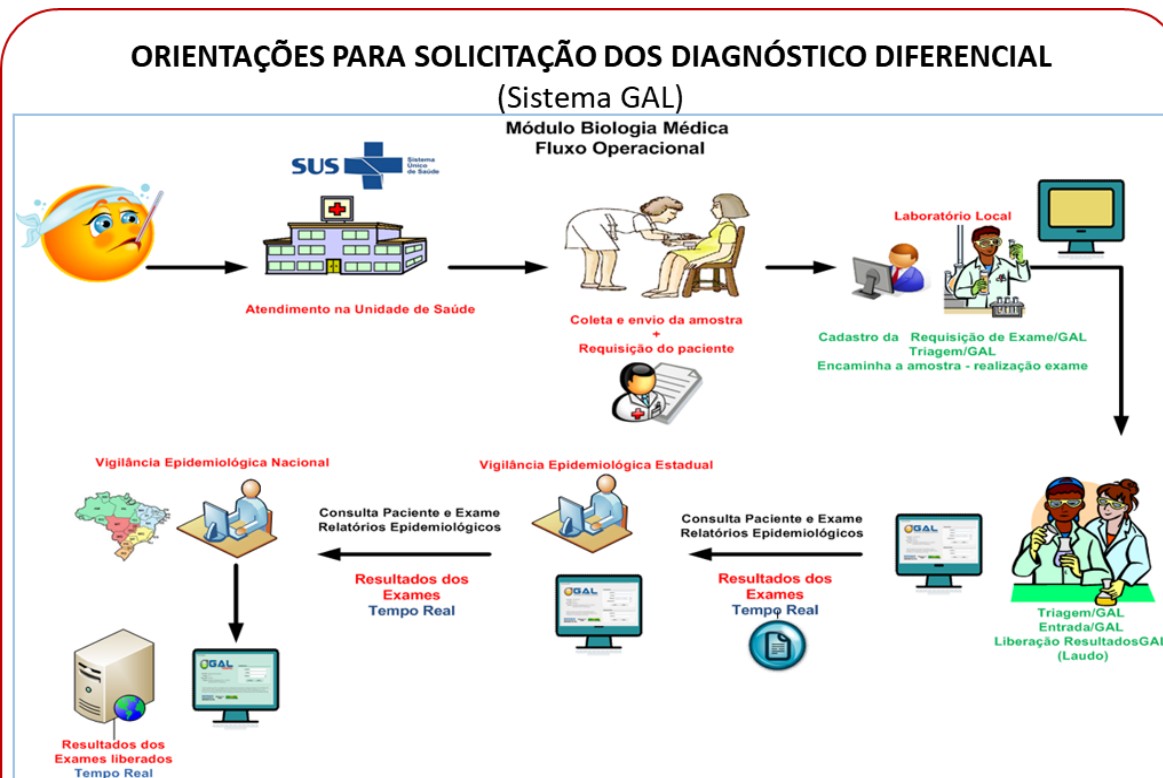 ORIENTAÇÕES PARA SOLICITAÇÃO DOS DIAGNÓSTICO DIFERENCIAL
(Sistema GAL)
Módulo Biologia Médica
Fluxo Operacional
SUS
Sistema
Único
de Saúde
Atendimento na Unidade de Saúde
Coleta e envio da amostra
+
Requisição do paciente
Laboratório Local
Cadastro da Requisição de Exame/GAL
Triagem/GAL
Encaminha a amostra - realização exame
Vigilância Epidemiológica Nacional
Consulta Paciente e Exame
Relatórios Epidemiológicos
Resultados dos
Exames
Tempo Real
Vigilância Epidemiológica Estadual
GAL
Consulta Paciente e Exame
Relatórios Epidemiológicos
Resultados dos
Exames
Tempo Real
GAL
Triagem/GAL
Entrada/GAL
Liberação ResultadosGAL
(Laudo)
GAL
Resultados dos
Exames liberados
Tempo Real